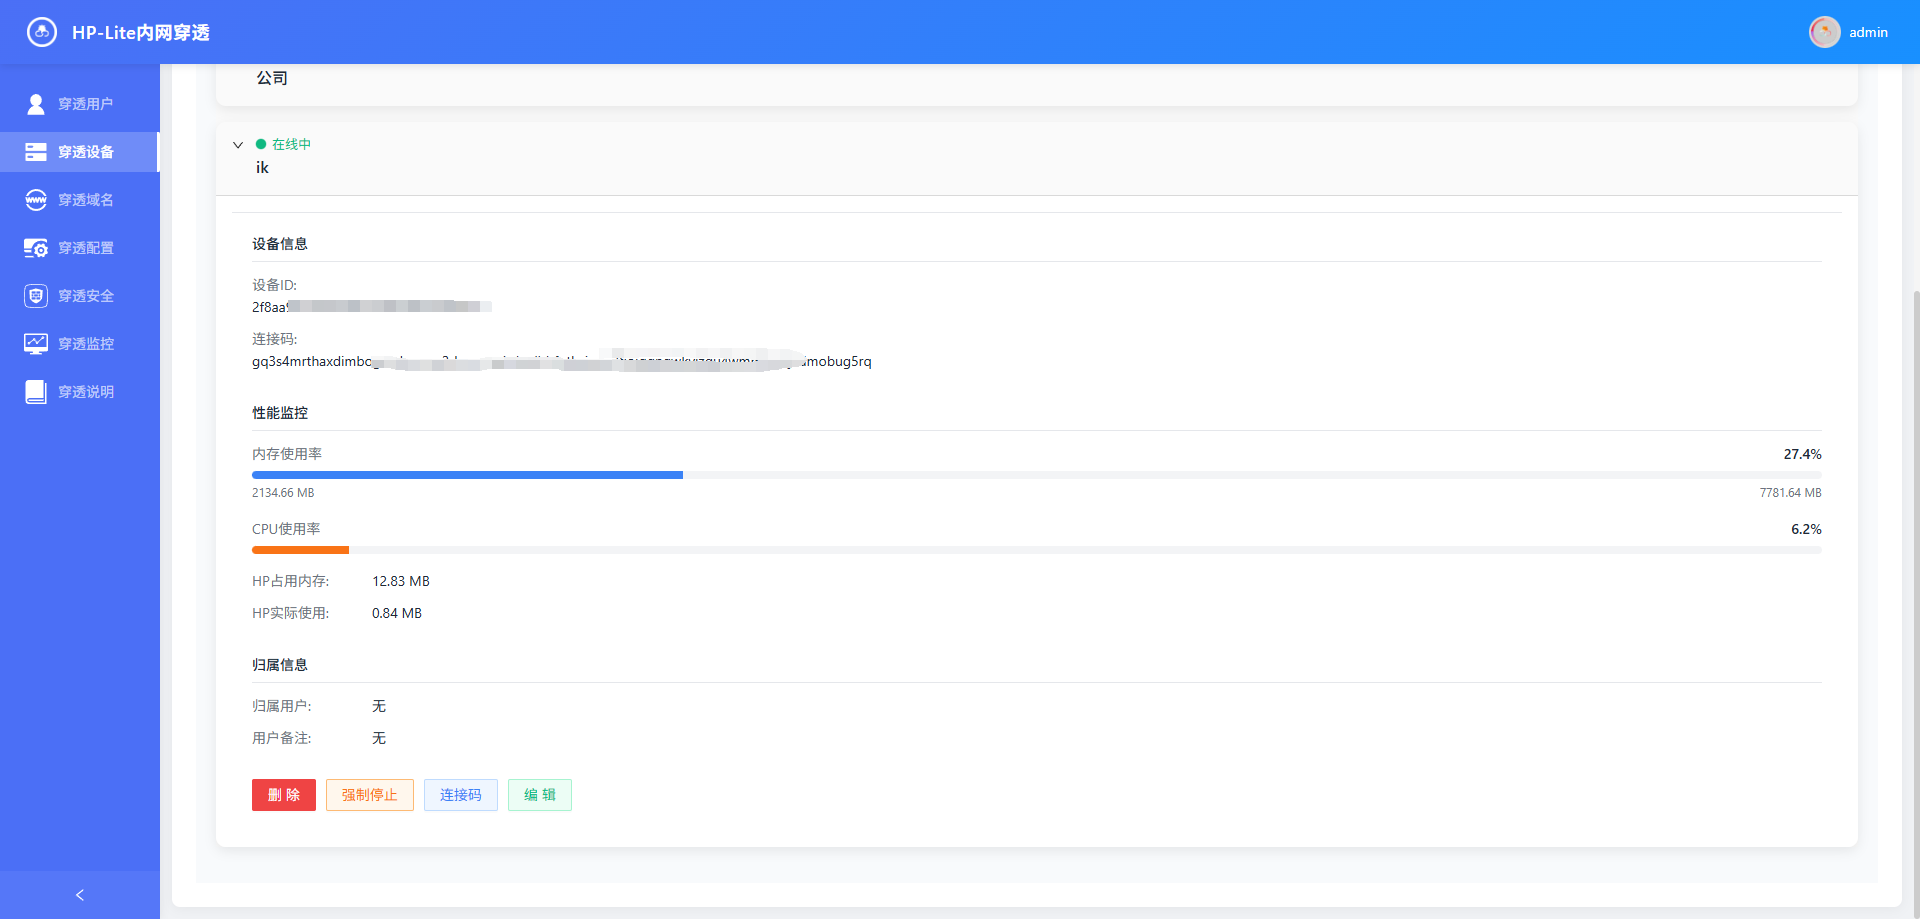 HP-Lite内网穿透
admin
穿透用户
穿透设备
穿透域名
穿透配置
穿透安全
穿透监控
穿透说明
公司
在线中
ik
设备信息
设备ID:
2f8aa
连接码:
gq3s4mrthaxdimbo mobug5rq
性能监控
内存使用率 27.4%
2134.66 MB 7781.64 MB
CPU使用率 6.2%
HP占用内存: 12.83 MB
HP实际使用: 0.84 MB
归属信息
归属用户: 无
用户备注: 无
删 除 强制停止 连接码 编 辑